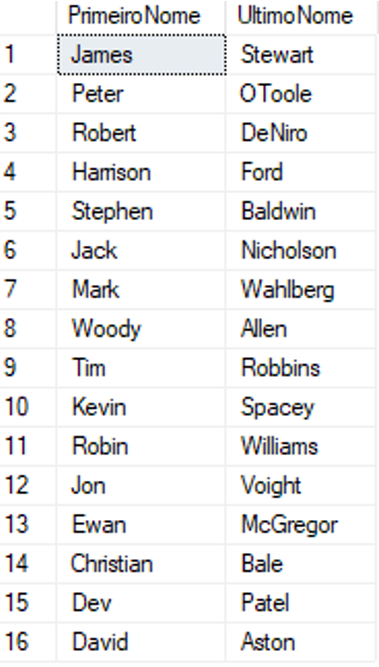 PrimeiroNome UltimoNome
1 James Stewart
2 Peter OToole
3 Robert DeNiro
4 Harrison Ford
5 Stephen Baldwin
6 Jack Nicholson
7 Mark Wahlberg
8 Woody Allen
9 Tim Robbins
10 Kevin Spacey
11 Robin Williams
12 Jon Voight
13 Ewan McGregor
14 Christian Bale
15 Dev Patel
16 David Aston